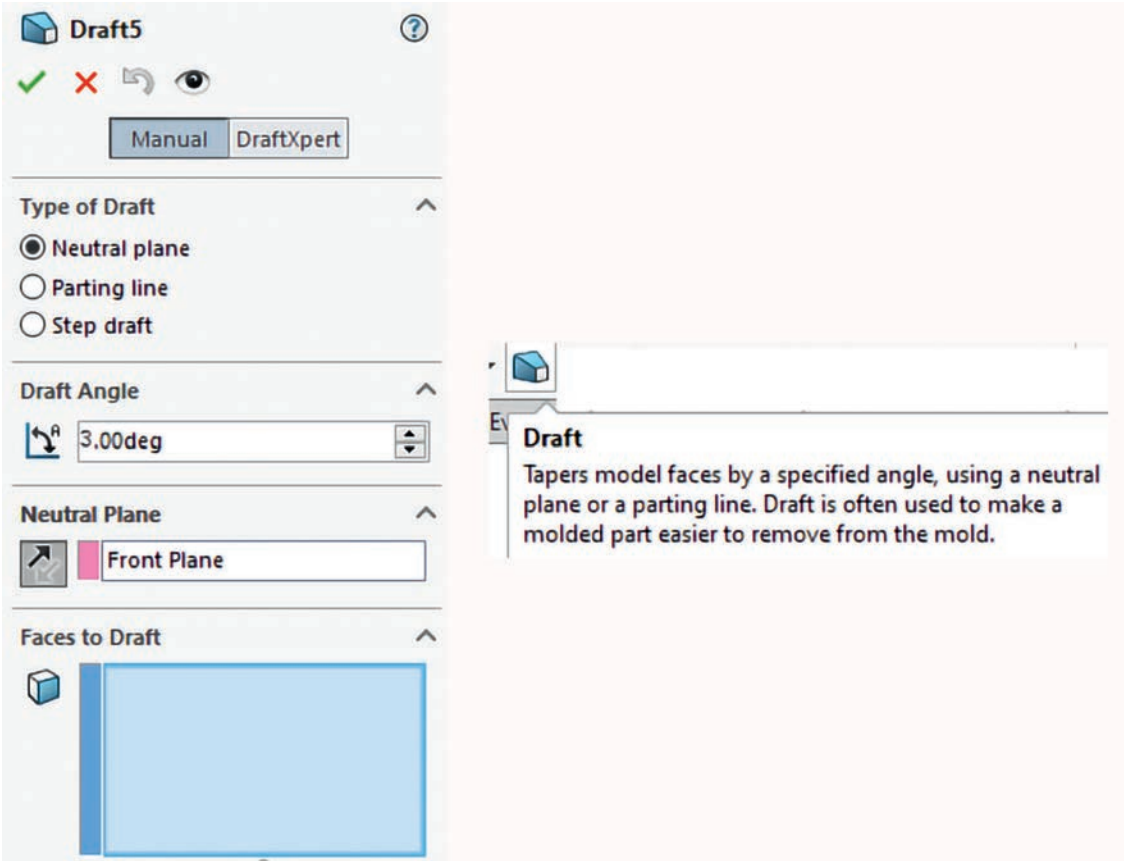 Draft5
Manual DraftXpert
Type of Draft
Neutral plane
Parting line
Step draft
Draft Angle
3.00deg
Neutral Plane
Front Plane
Faces to Draft
Ev
Draft
Tapers model faces by a specified angle, using a neutral
plane or a parting line. Draft is often used to make a
molded part easier to remove from the mold.